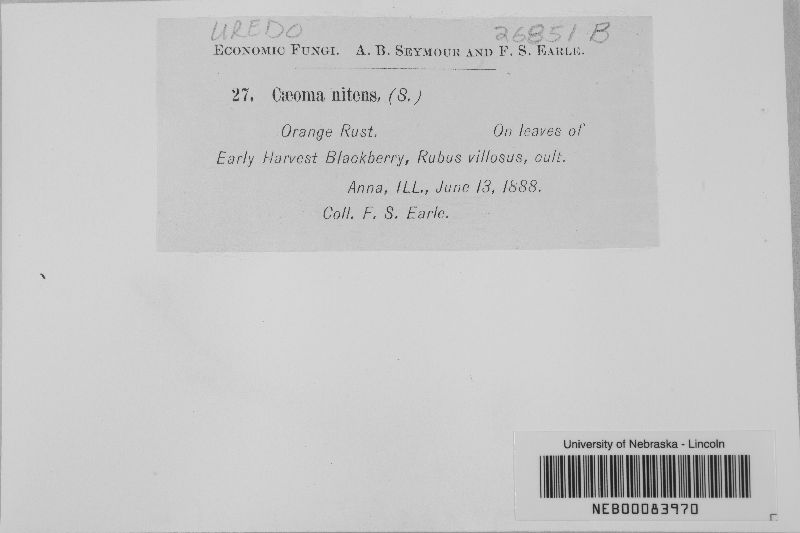 UREDO 26851 B
ECONOMIC FUNGI. A. B. SEYMOUR AND F. S. EARLE.
27. Cæoma nitens, (S.)
Orange Rust. On leaves of
Early Harvest Blackberry, Rubus villosus, cult.
Anna, ILL., June 13, 1888.
Coll. F. S. Earle.
University of Nebraska - Lincoln
NEB00083970